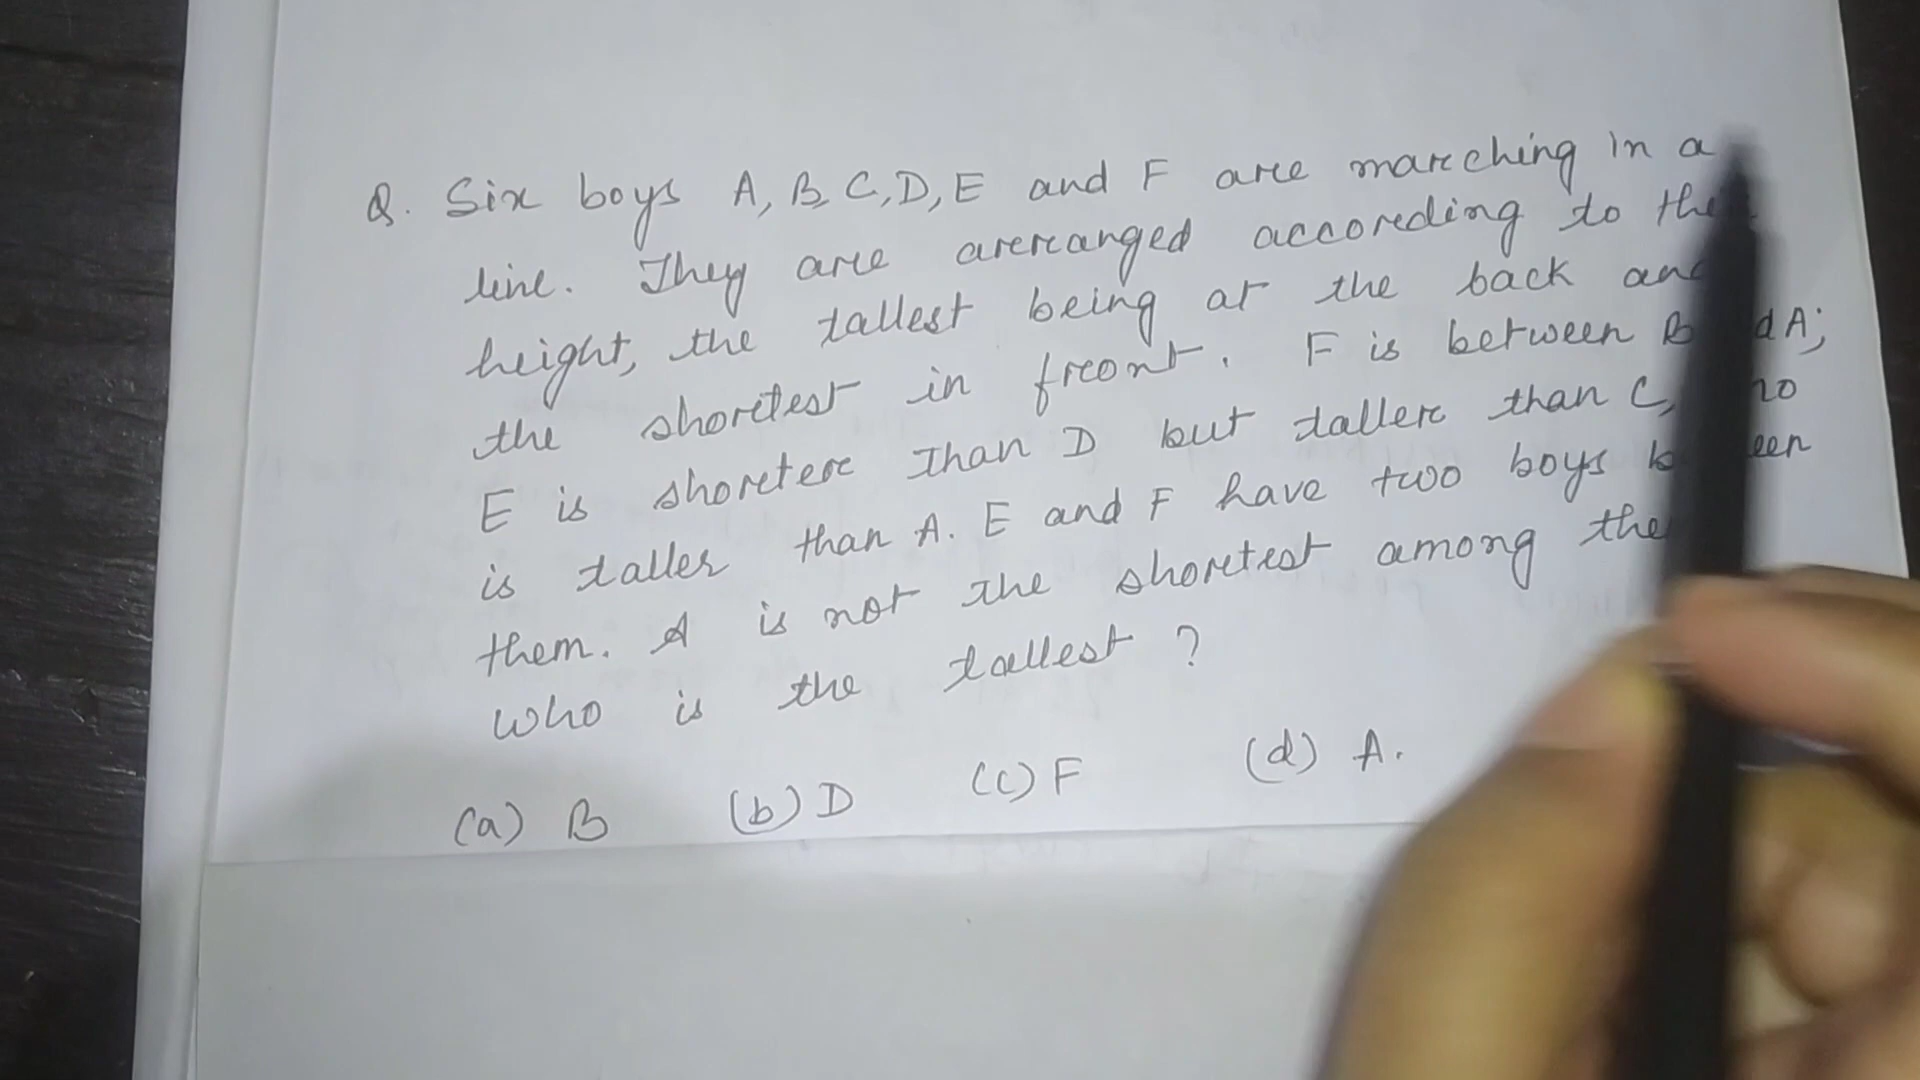 Q. Six boys A, B, C, D, E and F are marching in a
line. They are arranged according to the
height, the tallest being at the back and
the shortest in front. F is between B and A;
E is shorter than D but taller than C, who
is taller than A. E and F have two boys between
them. A is not the shortest among the
Who is the tallest ?
(a) B (b) D (c) F (d) A.